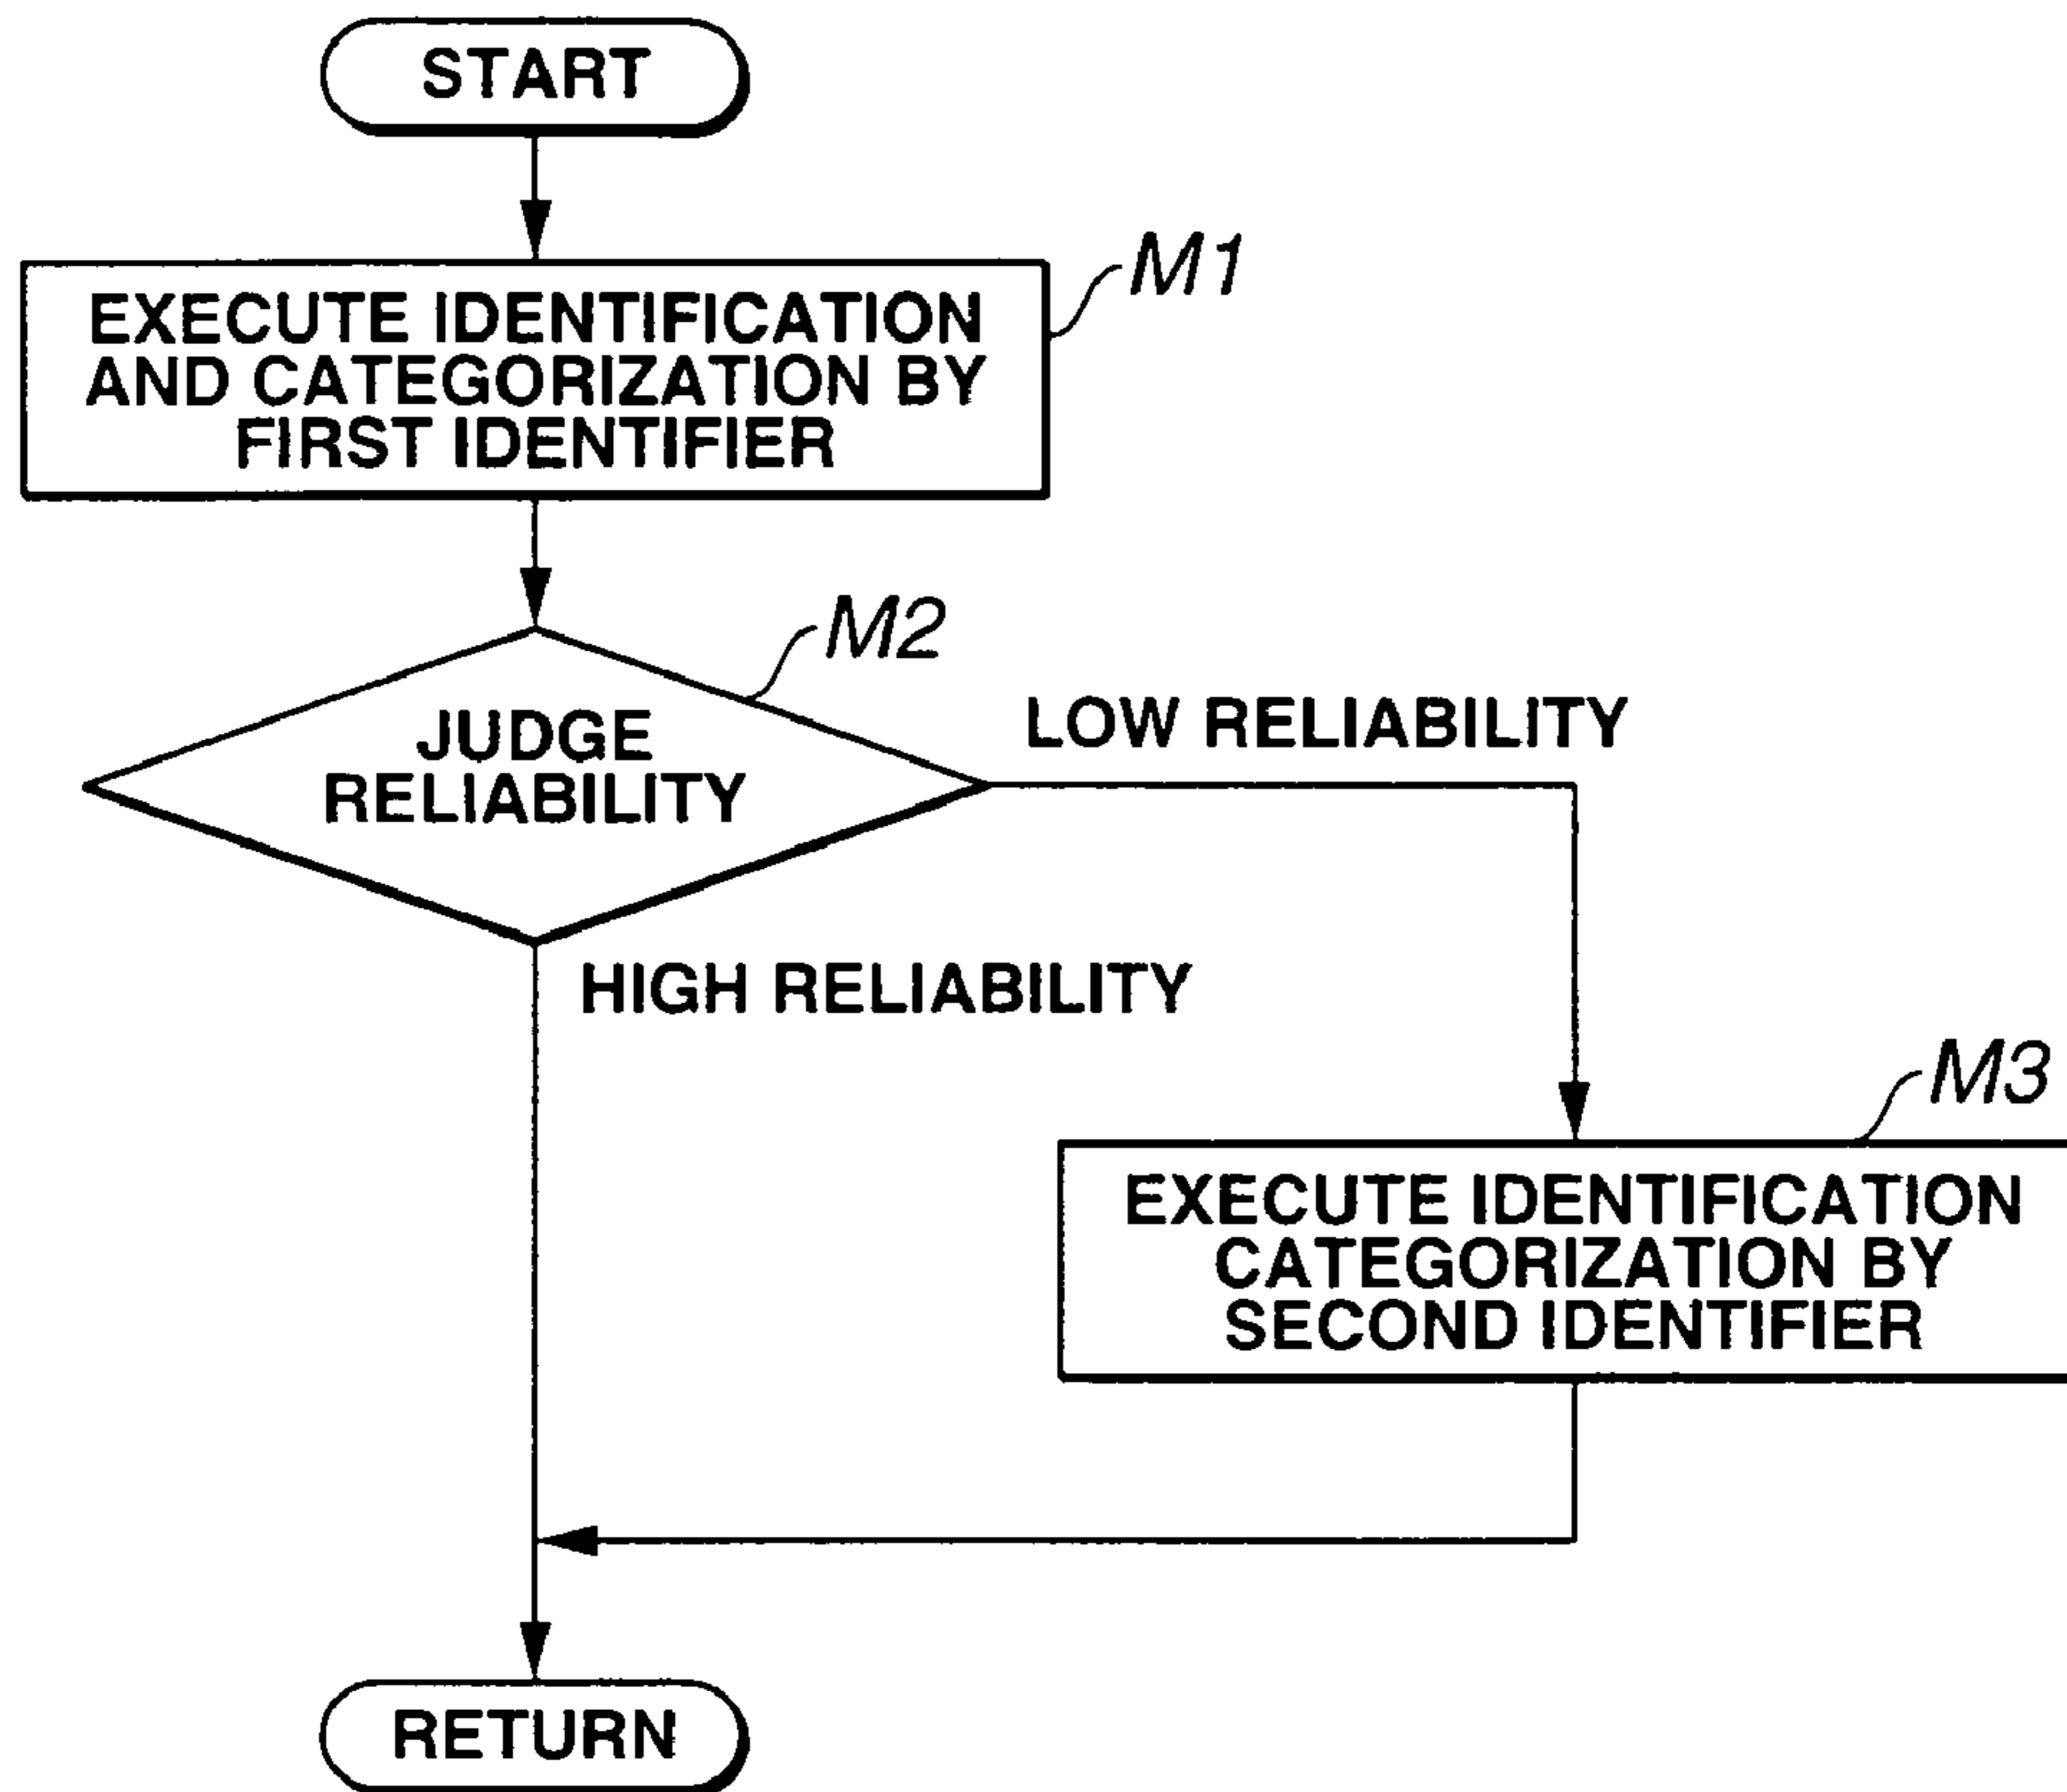 START
EXECUTE IDENTIFICATION
AND CATEGORIZATION BY
FIRST IDENTIFIER
M1
JUDGE
RELIABILITY
M2
LOW RELIABILITY
HIGH RELIABILITY
M3
EXECUTE IDENTIFICATION
CATEGORIZATION BY
SECOND IDENTIFIER
RETURN